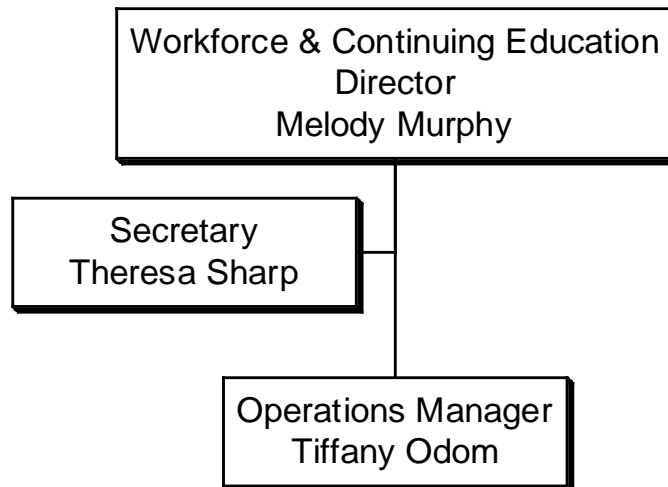 Workforce & Continuing Education
Director
Melody Murphy
Secretary
Theresa Sharp
Operations Manager
Tiffany Odom